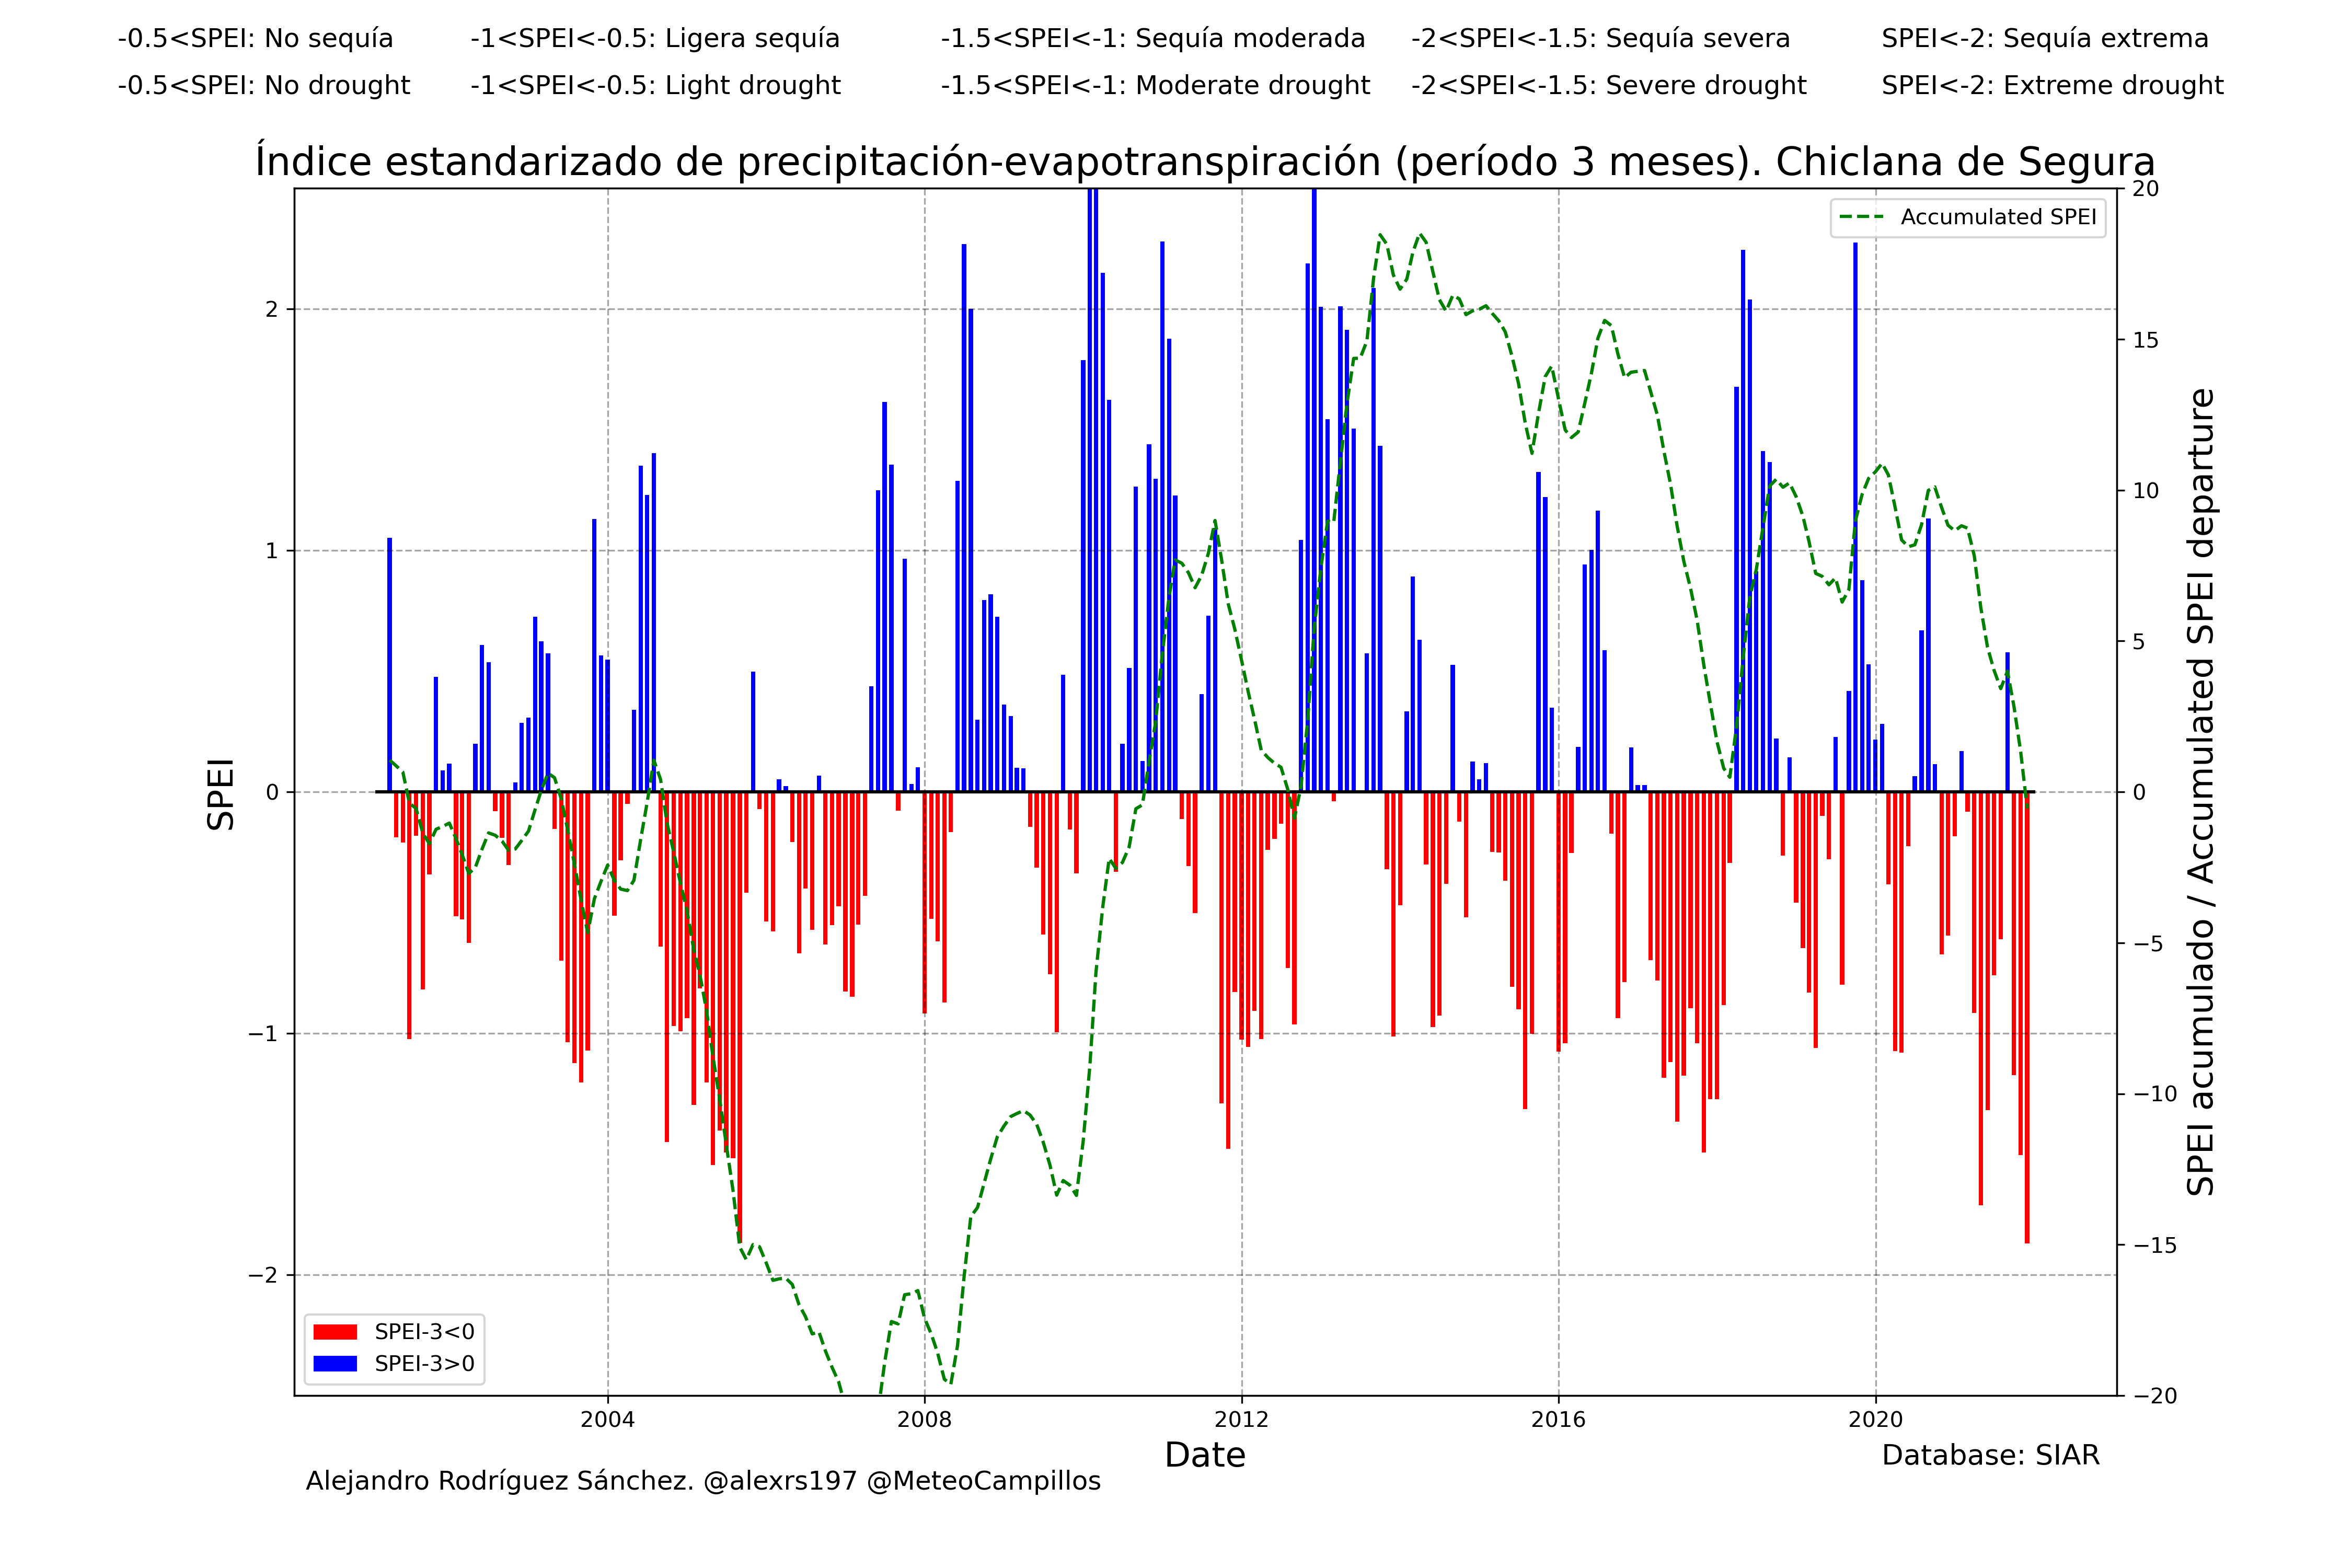 -0.5<SPEI: No sequía -1<SPEI<-0.5: Ligera sequía -1.5<SPEI<-1: Sequía moderada -2<SPEI<-1.5: Sequía severa SPEI<-2: Sequía extrema
-0.5<SPEI: No drought -1<SPEI<-0.5: Light drought -1.5<SPEI<-1: Moderate drought -2<SPEI<-1.5: Severe drought SPEI<-2: Extreme drought
Índice estandarizado de precipitación-evapotranspiración (período 3 meses). Chiclana de Segura
Accumulated SPEI
SPEI
2
1
0
−1
−2
20
15
10
5
0
−5
−10
−15
−20
SPEI acumulado / Accumulated SPEI departure
SPEI-3<0
SPEI-3>0
2004 2008 2012 2016 2020
Date
Database: SIAR
Alejandro Rodríguez Sánchez. @alexrs197 @MeteoCampillos